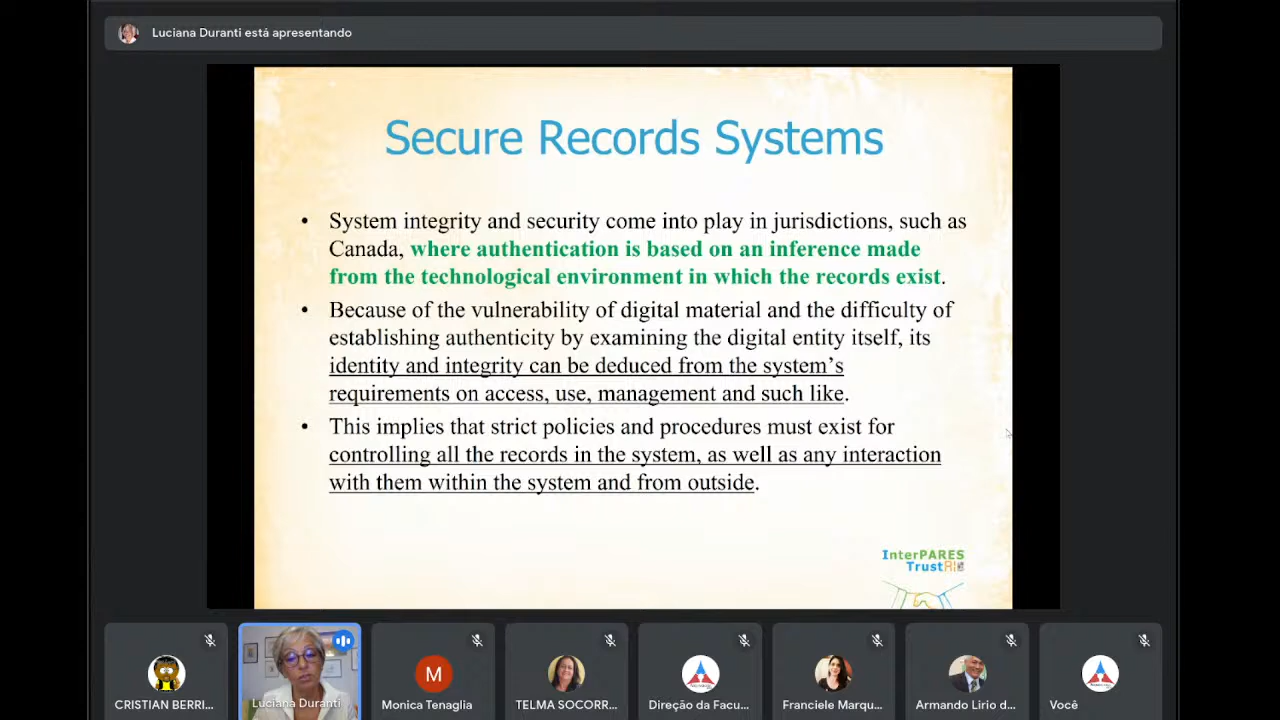 Luciana Duranti está apresentando
Secure Records Systems
• System integrity and security come into play in jurisdictions, such as
Canada, where authentication is based on an inference made
from the technological environment in which the records exist.
• Because of the vulnerability of digital material and the difficulty of
establishing authenticity by examining the digital entity itself, its
identity and integrity can be deduced from the system's
requirements on access, use, management and such like.
• This implies that strict policies and procedures must exist for
controlling all the records in the system, as well as any interaction
with them within the system and from outside.
InterPARES
Trust
M
CRISTIAN BERRI...
Luciana Duranti
Monica Tenaglia
TELMA SOCORR...
Direção da Facu...
Franciele Marqu...
Armando Lirio d...
Você